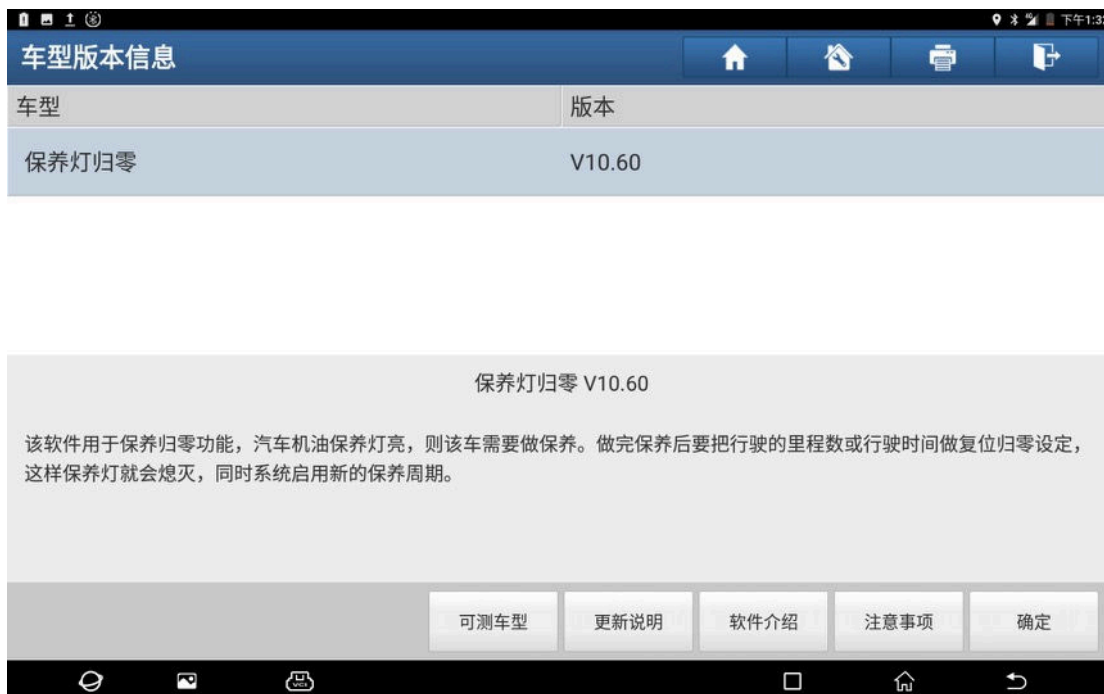 下午1:32
车型版本信息
车型 版本
保养灯归零 V10.60
保养灯归零 V10.60
该软件用于保养归零功能，汽车机油保养灯亮，则该车需要做保养。做完保养后要把行驶的里程数或行驶时间做复位归零设定，
这样保养灯就会熄灭，同时系统启用新的保养周期。
可测车型 更新说明 软件介绍 注意事项 确定
VCI